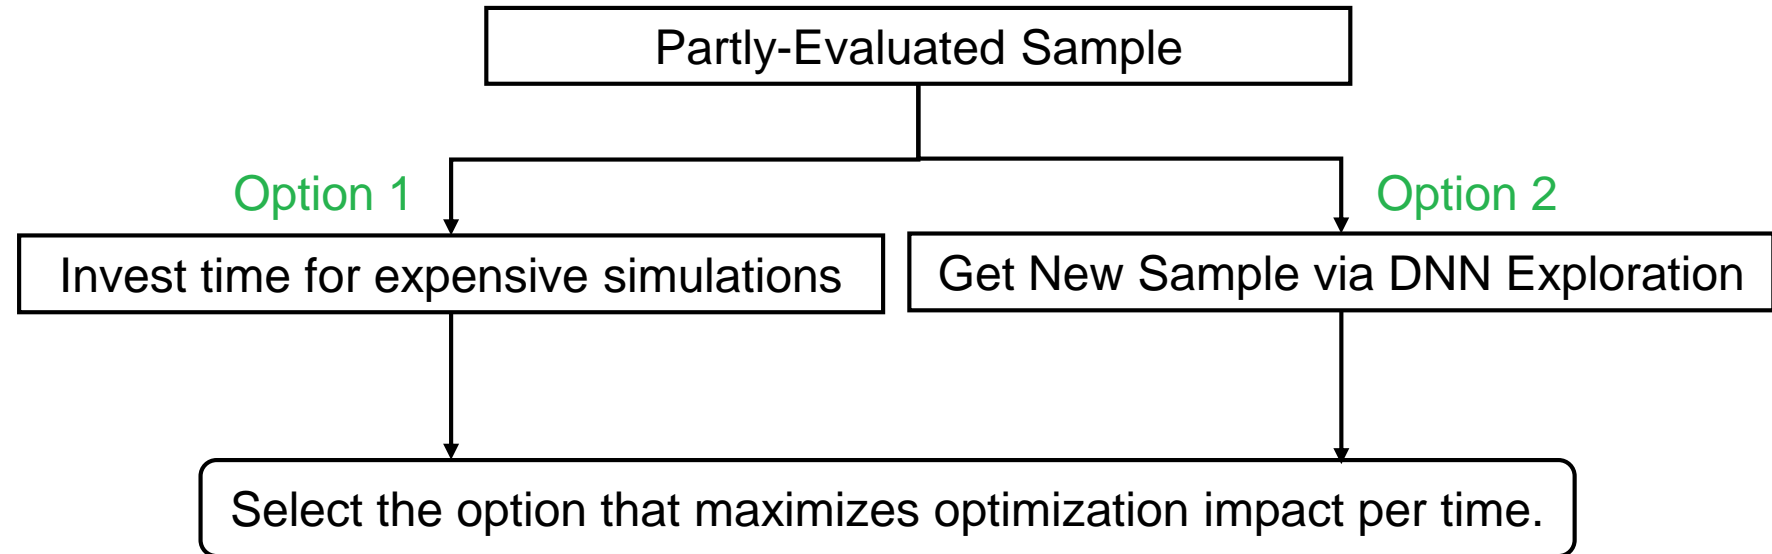 Partly-Evaluated Sample
Option 1
Option 2
Invest time for expensive simulations
Get New Sample via DNN Exploration
Select the option that maximizes optimization impact per time.